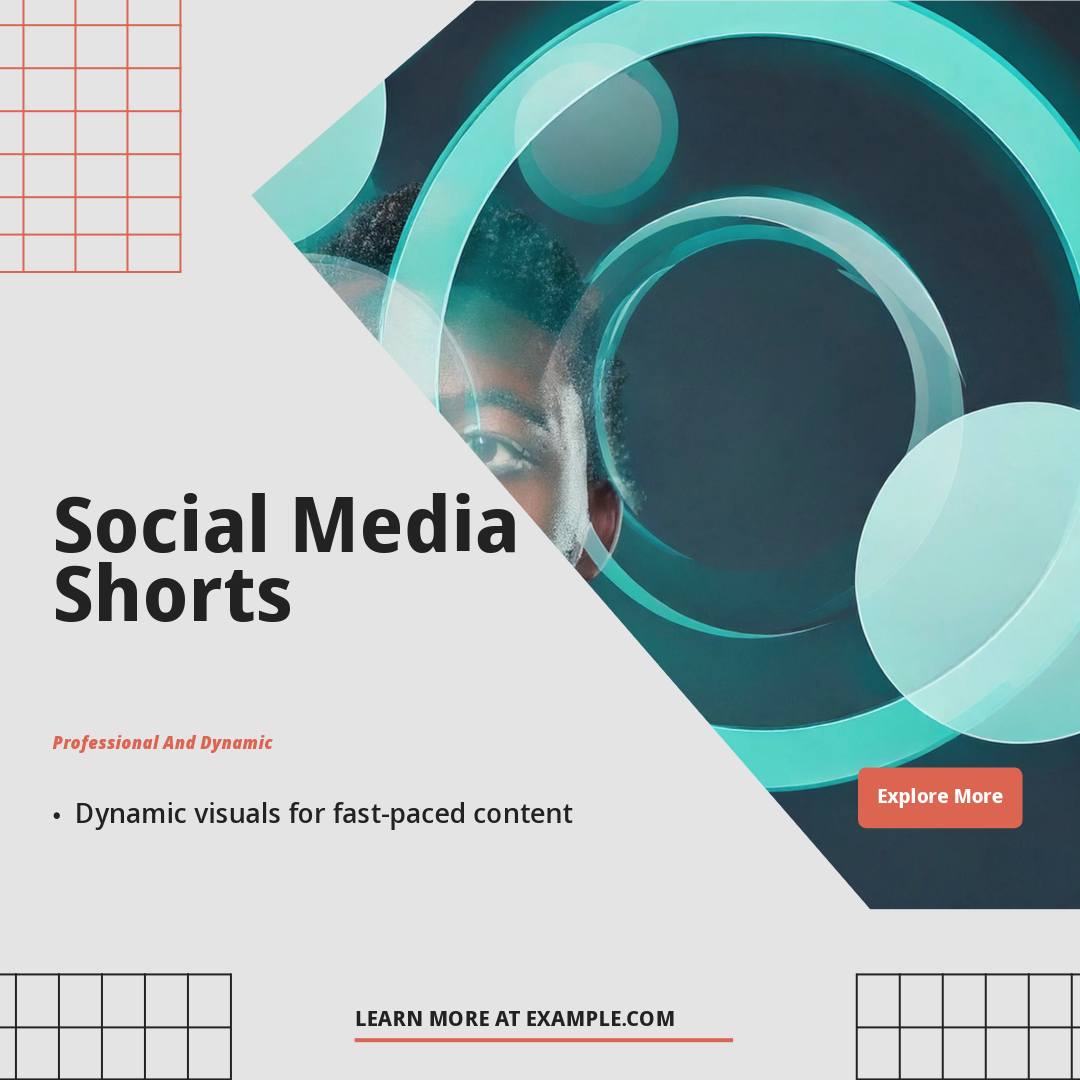 Social Media
Shorts
Professional And Dynamic
• Dynamic visuals for fast-paced content
Explore More
LEARN MORE AT EXAMPLE.COM